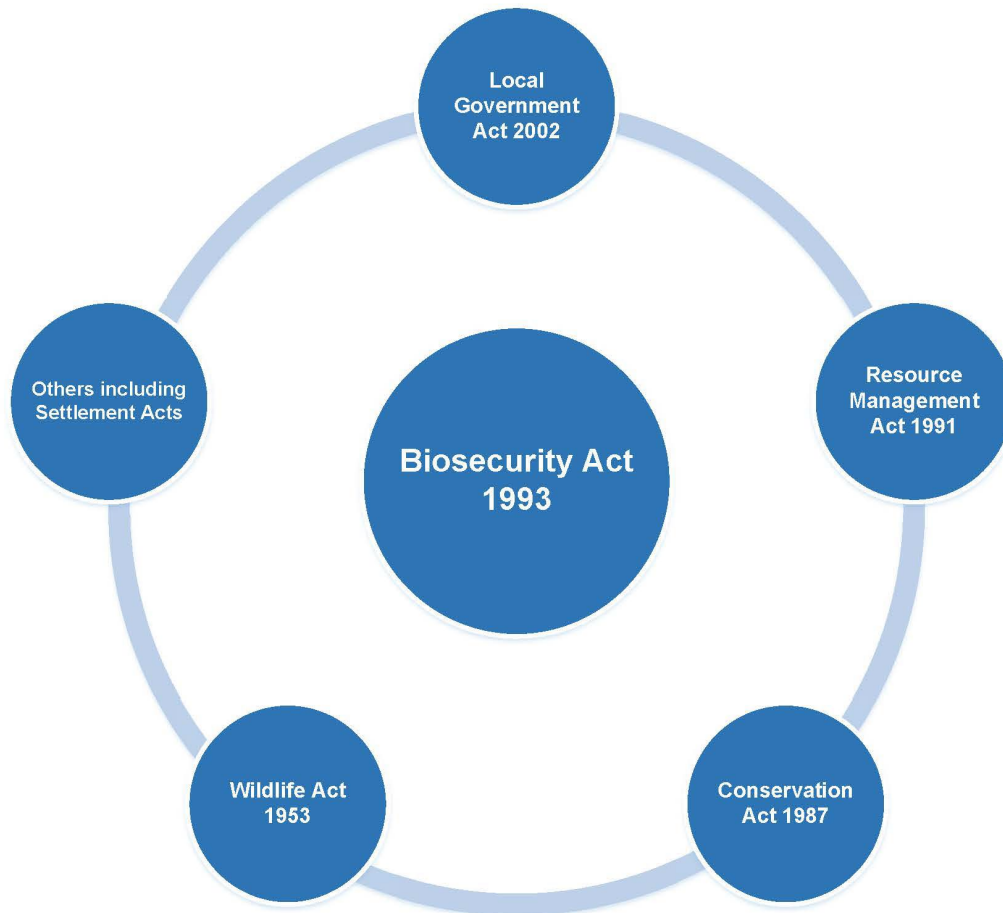 Local
Government
Act 2002
Others including
Settlement Acts
Resource
Management
Act 1991
Biosecurity Act
1993
Wildlife Act
1953
Conservation
Act 1987